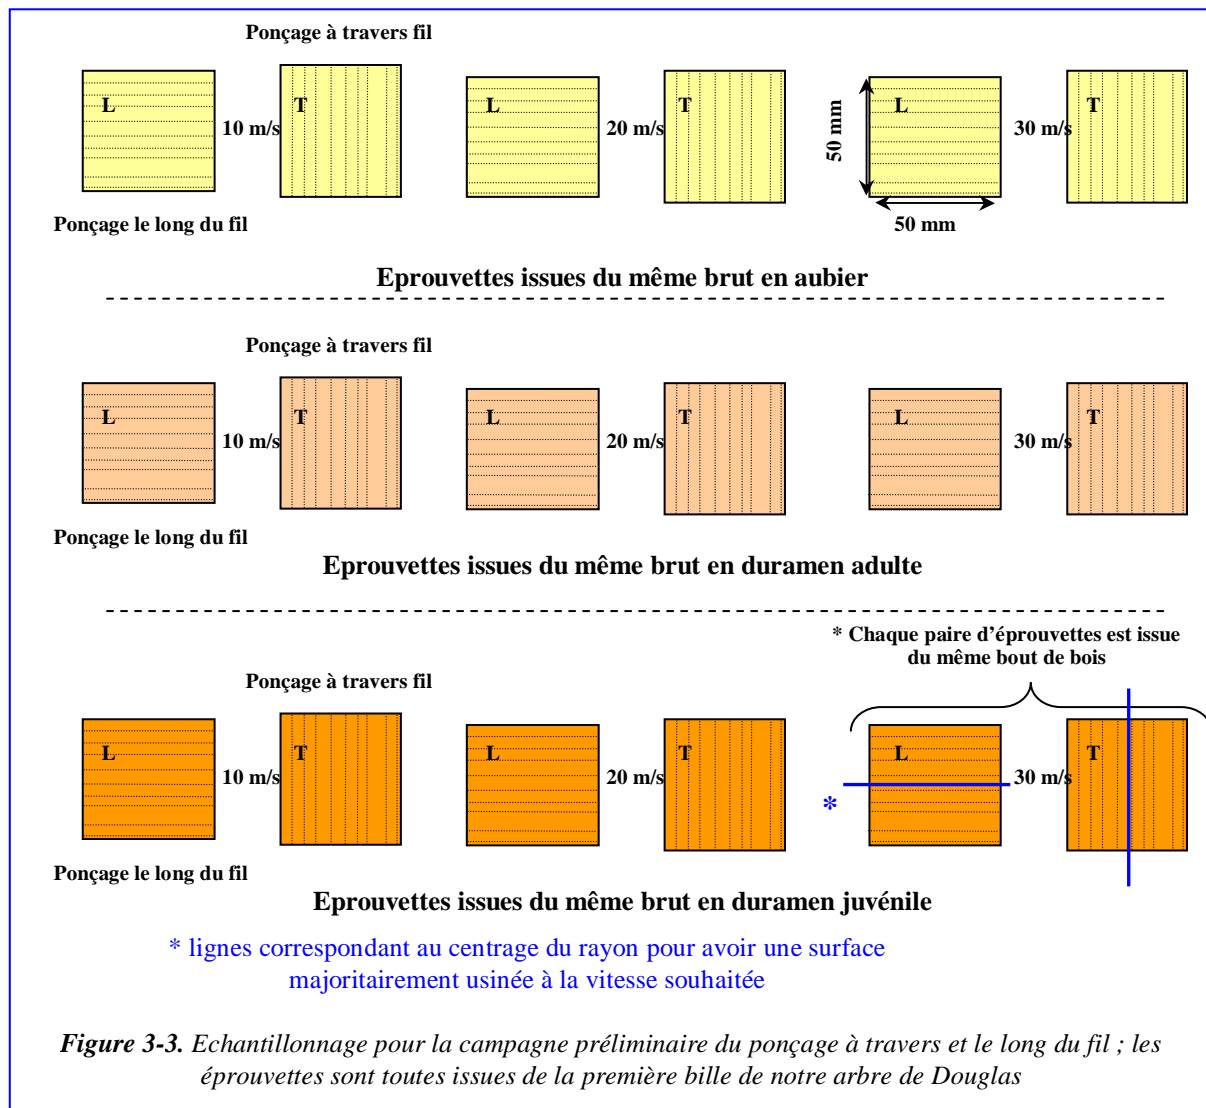 Ponçage à travers fil
L
10 m/s
T
L
20 m/s
T
50 mm
L
30 m/s
T
Ponçage le long du fil
50 mm
Eprouvettes issues du même brut en aubier
Ponçage à travers fil
L
10 m/s
T
L
20 m/s
T
L
30 m/s
T
Ponçage le long du fil
Eprouvettes issues du même brut en duramen adulte
* Chaque paire d'éprouvettes est issue
du même bout de bois
Ponçage à travers fil
L
10 m/s
T
L
20 m/s
T
*
L
30 m/s
T
Ponçage le long du fil
Eprouvettes issues du même brut en duramen juvénile
* lignes correspondant au centrage du rayon pour avoir une surface
majoritairement usinée à la vitesse souhaitée
Figure 3-3. Echantillonnage pour la campagne préliminaire du ponçage à travers et le long du fil ; les
éprouvettes sont toutes issues de la première bille de notre arbre de Douglas